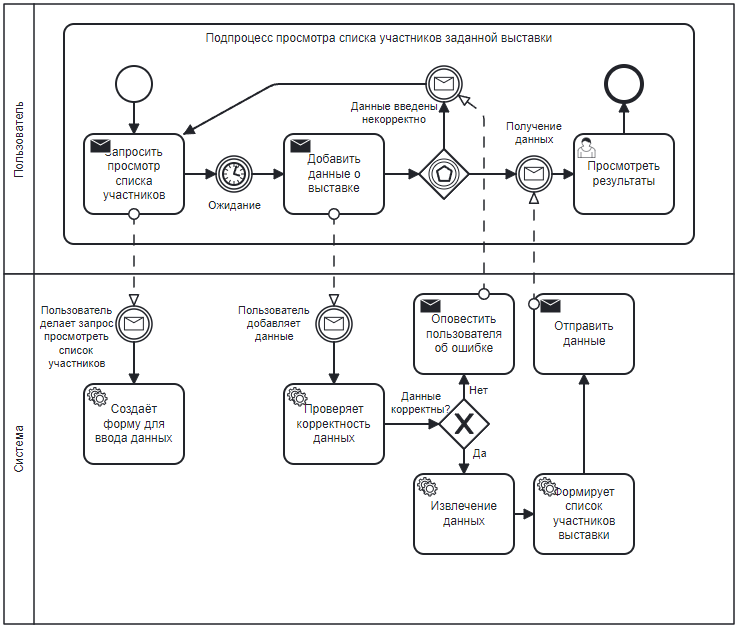 Пользователь
Подпроцесс просмотра списка участников заданной выставки
Запросить
просмотр
списка
участников
Ожидание
Добавить
данные о
выставке
Данные введены
некорректно
Получение
данных
Просмотреть
результаты
Система
Пользователь
делает запрос
просмотреть
список
участников
Создаёт
форму для
ввода данных
Пользователь
добавляет
данные
Проверяет
корректность
данных
Данные
корректны?
Нет
Да
Оповестить
пользователя
об ошибке
Отправить
данные
Извлечение
данных
Формирует
список
участников
выставки